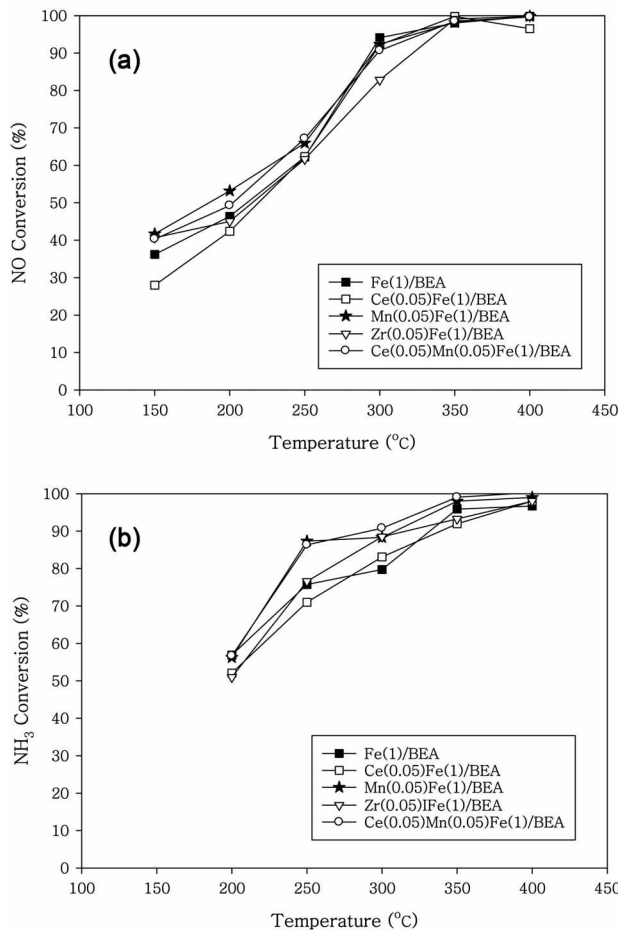 100
90
80
70
60
50
40
30
20
10
0
NO Conversion (%)
(a)
Fe(1)/BEA
Ce(0.05)Fe(1)/BEA
Mn(0.05)Fe(1)/BEA
Zr(0.05)Fe(1)/BEA
Ce(0.05)Mn(0.05)Fe(1)/BEA
100 150 200 250 300 350 400 450
Temperature (°C)
100
90
80
70
60
50
40
30
20
10
0
NH₃ Conversion (%)
(b)
Fe(1)/BEA
Ce(0.05)Fe(1)/BEA
Mn(0.05)Fe(1)/BEA
Zr(0.05)IFe(1)/BEA
Ce(0.05)Mn(0.05)Fe(1)/BEA
100 150 200 250 300 350 400 450
Temperature (°C)